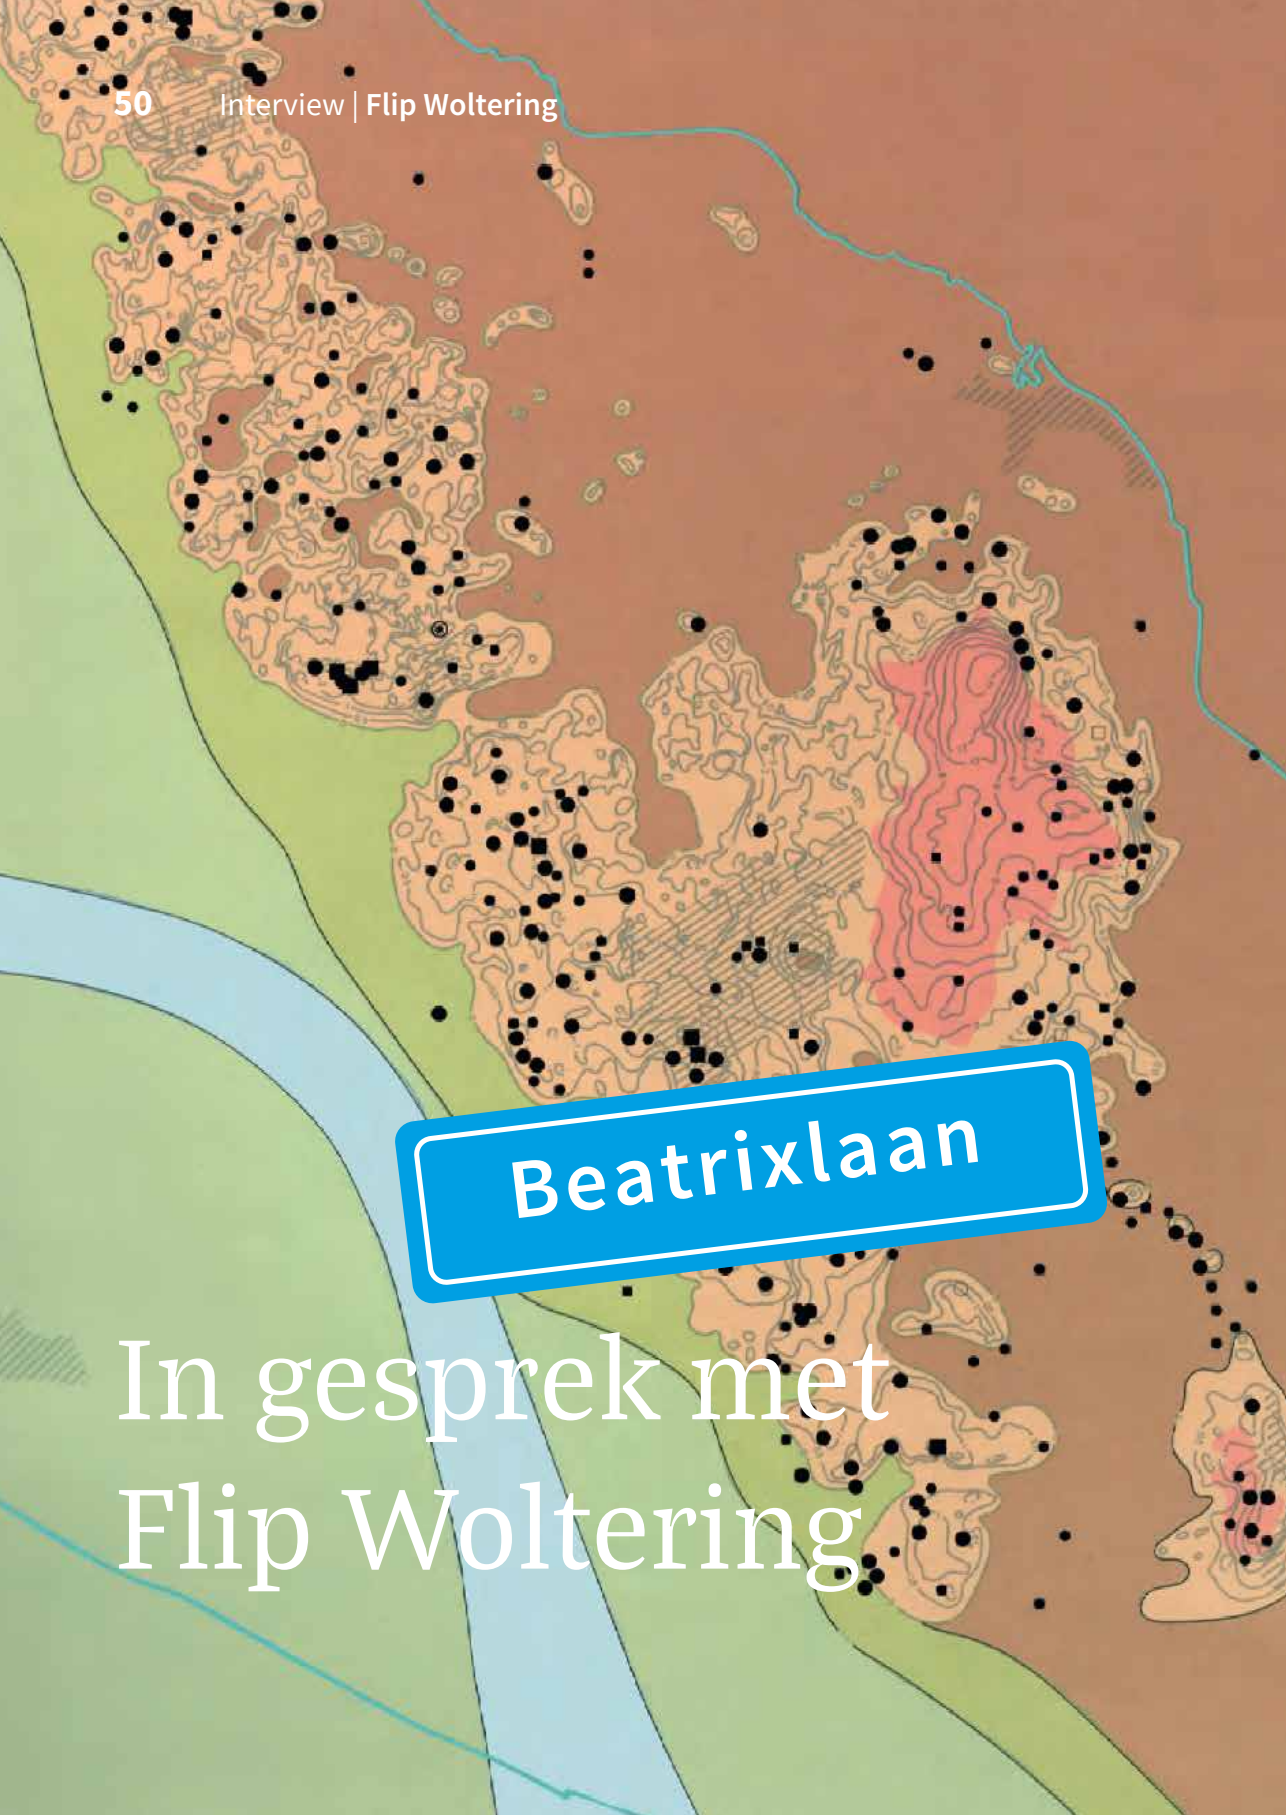 50 Interview | Flip Woltering
Beatrixlaan
In gesprek met
Flip Woltering